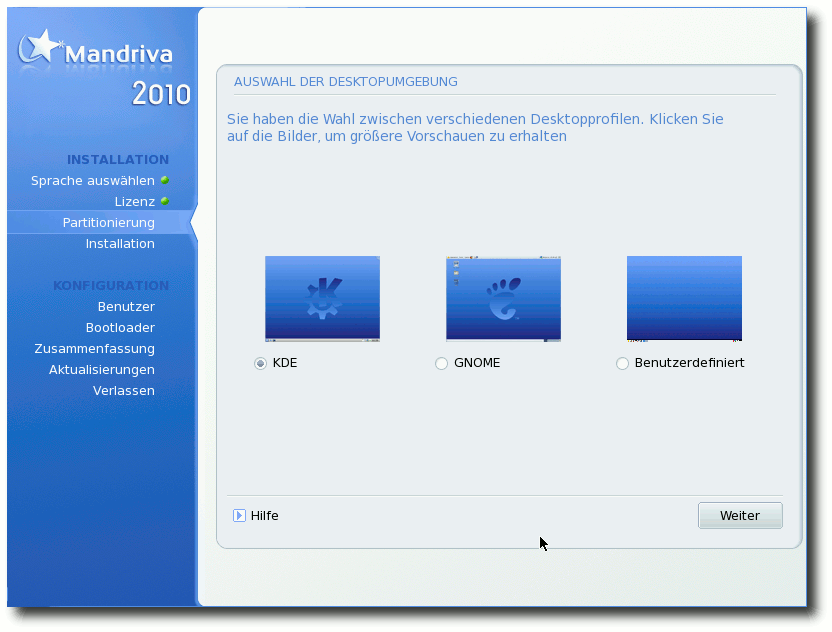 Mandriva
2010
INSTALLATION
Sprache auswählen
Lizenz
Partitionierung
Installation
KONFIGURATION
Benutzer
Bootloader
Zusammenfassung
Aktualisierungen
Verlassen
AUSWAHL DER DESKTOPUMGEBUNG
Sie haben die Wahl zwischen verschiedenen Desktopprofilen. Klicken Sie
auf die Bilder, um größere Vorschauen zu erhalten
KDE
GNOME
Benutzerdefiniert
Hilfe
Weiter